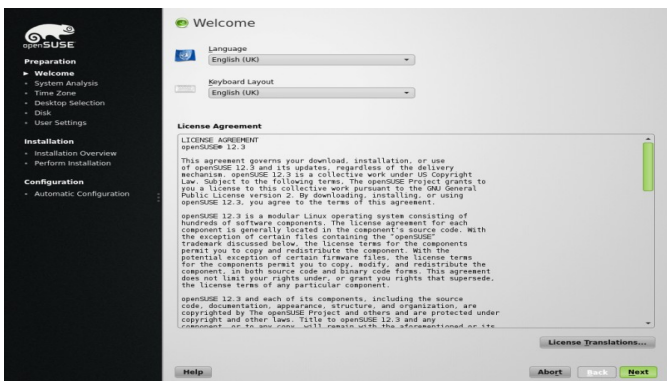 openSUSE
Preparation
Welcome
System Analysis
Time Zone
Desktop Selection
Disk
User Settings
Installation
Installation Overview
Perform Installation
Configuration
Automatic Configuration
Welcome
Language
English (UK)
Keyboard Layout
English (UK)
License Agreement
LICENSE AGREEMENT
openSUSE® 12.3
This agreement governs your download, installation, or use
of openSUSE 12.3 and its updates, regardless of the delivery
mechanism. openSUSE 12.3 is a collective work under US Copyright
Law. Subject to the following terms. The openSUSE Project grants to
you a license to this collective work pursuant to the GNU General
Public License version 2. By downloading, installing, or using
openSUSE 12.3, you agree to the terms of this agreement.
openSUSE 12.3 is a modular Linux operating system consisting of
hundreds of software components. The license agreement for each
component is generally located in the component's source code. With
the exception of certain files containing the "openSUSE"
trademark discussed below, the license terms for the components
permit you to copy and redistribute the component. With the
potential exception of certain firmware files, the license terms
for the components permit you to copy, modify, and redistribute the
component, in both source code and binary code forms. This agreement
does not limit your rights under, or grant you rights that supersede,
the license terms of any particular component.
openSUSE 12.3 and each of its components, including the source
code, documentation, appearance, structure, and organization, are
copyrighted by The openSUSE Project and others and are protected under
copyright and other laws. Title to openSUSE 12.3 and any
component, or to any copy, will remain with the aforementioned or its
License Translations...
Help
Abort
Back
Next